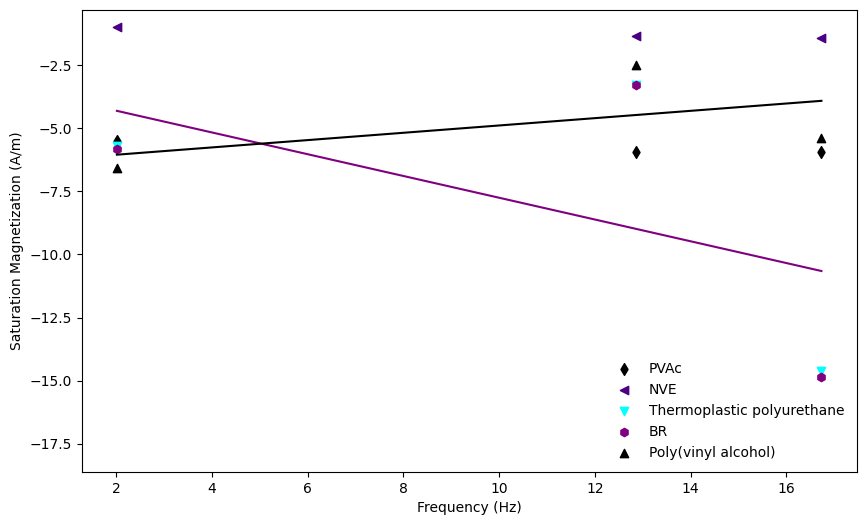 −2.5
−5.0
−7.5
−10.0
−12.5
−15.0
−17.5
Saturation Magnetization (A/m)
2
4
6
8
10
12
14
16
Frequency (Hz)
PVAc
NVE
Thermoplastic polyurethane
BR
Poly(vinyl alcohol)